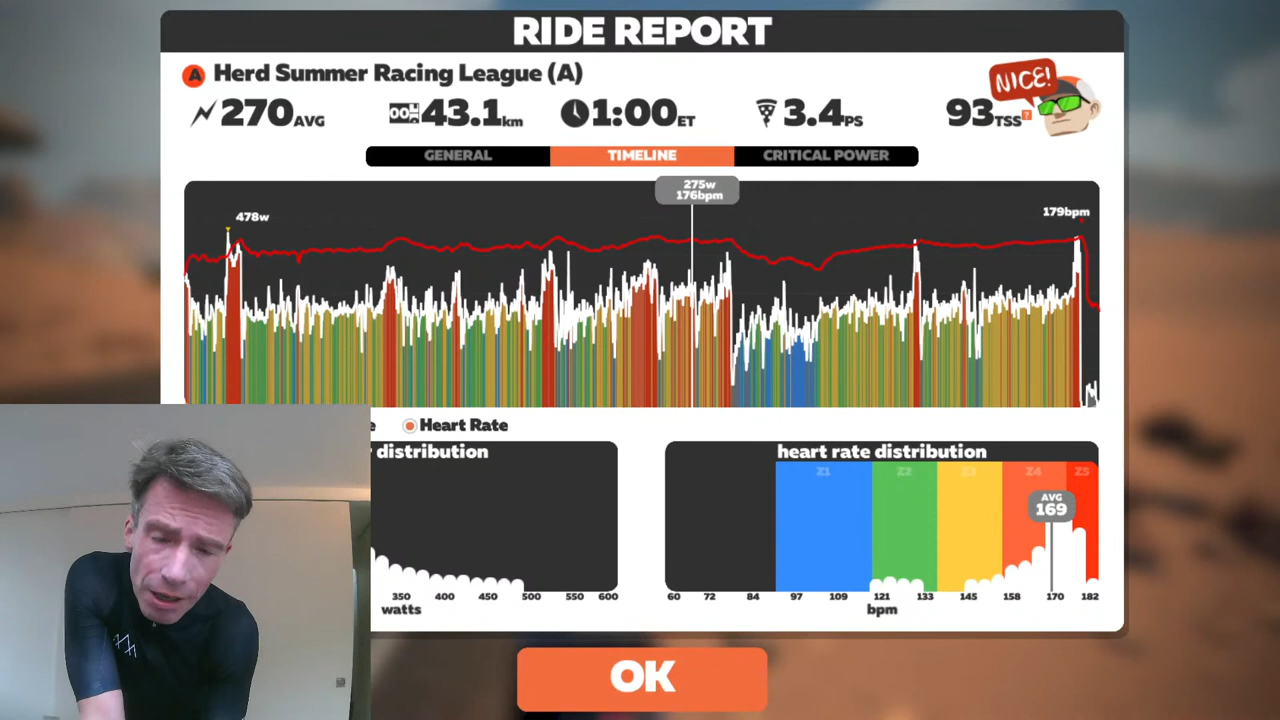 RIDE REPORT
A Herd Summer Racing League (A)
NICE!
270AVG 43.1km 1:00ET 3.4PS 93TSS?
GENERAL TIMELINE CRITICAL POWER
275w
176bpm
478w
179bpm
e Heart Rate
distribution
heart rate distribution
Z1 Z2 Z3 Z4 Z5
AVG
169
350 400 450 500 550 600
60 72 84 97 109 121 133 145 158 170 182
watts
bpm
OK